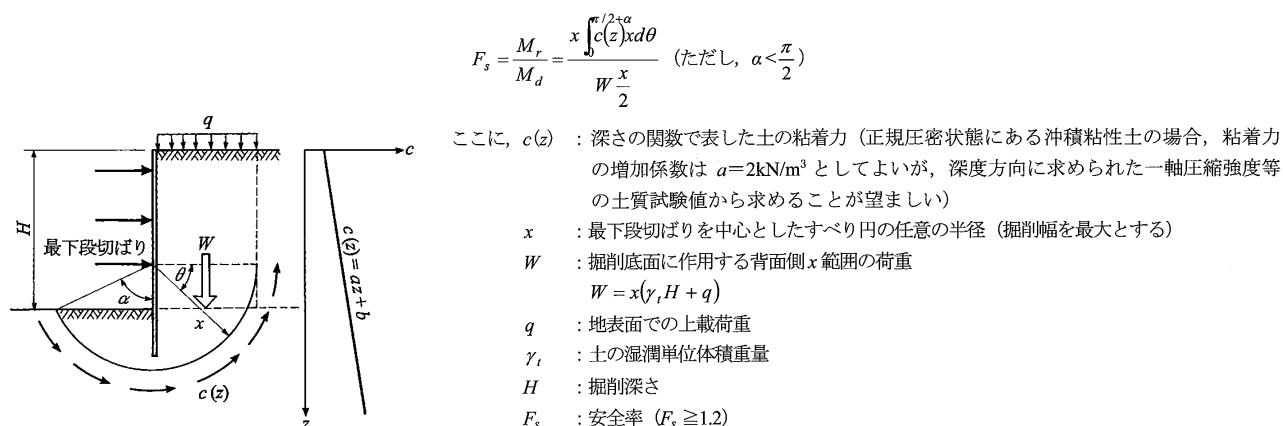 F_s = M_r / M_d = x∫_0^{π/2+α} c(z)xdθ / W x/2 (ただし，α<π/2)
q
c
H
最下段切ばり
W
θ
α
x
c(z)
c(z)=az+b
z
ここに，c(z) ：深さの関数で表した土の粘着力（正規圧密状態にある沖積粘性土の場合，粘着力
の増加係数は a＝2kN/m³ としてよいが，深度方向に求められた一軸圧縮強度等
の土質試験値から求めることが望ましい）
x ：最下段切ばりを中心としたすべり円の任意の半径（掘削幅を最大とする）
W ：掘削底面に作用する背面側 x 範囲の荷重
W = x(γ_t H + q)
q ：地表面での上載荷重
γ_t ：土の湿潤単位体積重量
H ：掘削深さ
F_s ：安全率（F_s ≧1.2）